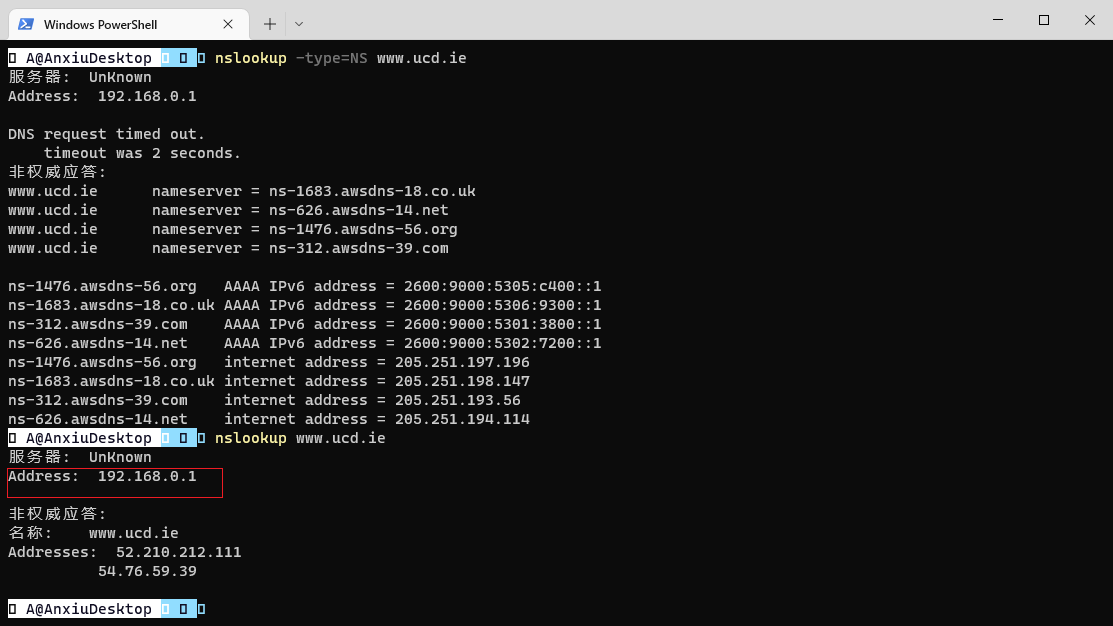 Windows PowerShell
A@AnxiuDesktop nslookup -type=NS www.ucd.ie
服务器:  UnKnown
Address:  192.168.0.1
DNS request timed out.
    timeout was 2 seconds.
非权威应答:
www.ucd.ie      nameserver = ns-1683.awsdns-18.co.uk
www.ucd.ie      nameserver = ns-626.awsdns-14.net
www.ucd.ie      nameserver = ns-1476.awsdns-56.org
www.ucd.ie      nameserver = ns-312.awsdns-39.com
ns-1476.awsdns-56.org   AAAA IPv6 address = 2600:9000:5305:c400::1
ns-1683.awsdns-18.co.uk AAAA IPv6 address = 2600:9000:5306:9300::1
ns-312.awsdns-39.com    AAAA IPv6 address = 2600:9000:5301:3800::1
ns-626.awsdns-14.net    AAAA IPv6 address = 2600:9000:5302:7200::1
ns-1476.awsdns-56.org   internet address = 205.251.197.196
ns-1683.awsdns-18.co.uk internet address = 205.251.198.147
ns-312.awsdns-39.com    internet address = 205.251.193.56
ns-626.awsdns-14.net    internet address = 205.251.194.114
A@AnxiuDesktop nslookup www.ucd.ie
服务器:  UnKnown
Address:  192.168.0.1
非权威应答:
名称:    www.ucd.ie
Addresses:  52.210.212.111
          54.76.59.39
A@AnxiuDesktop